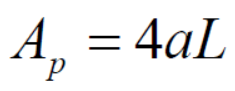 A_p = 4aL